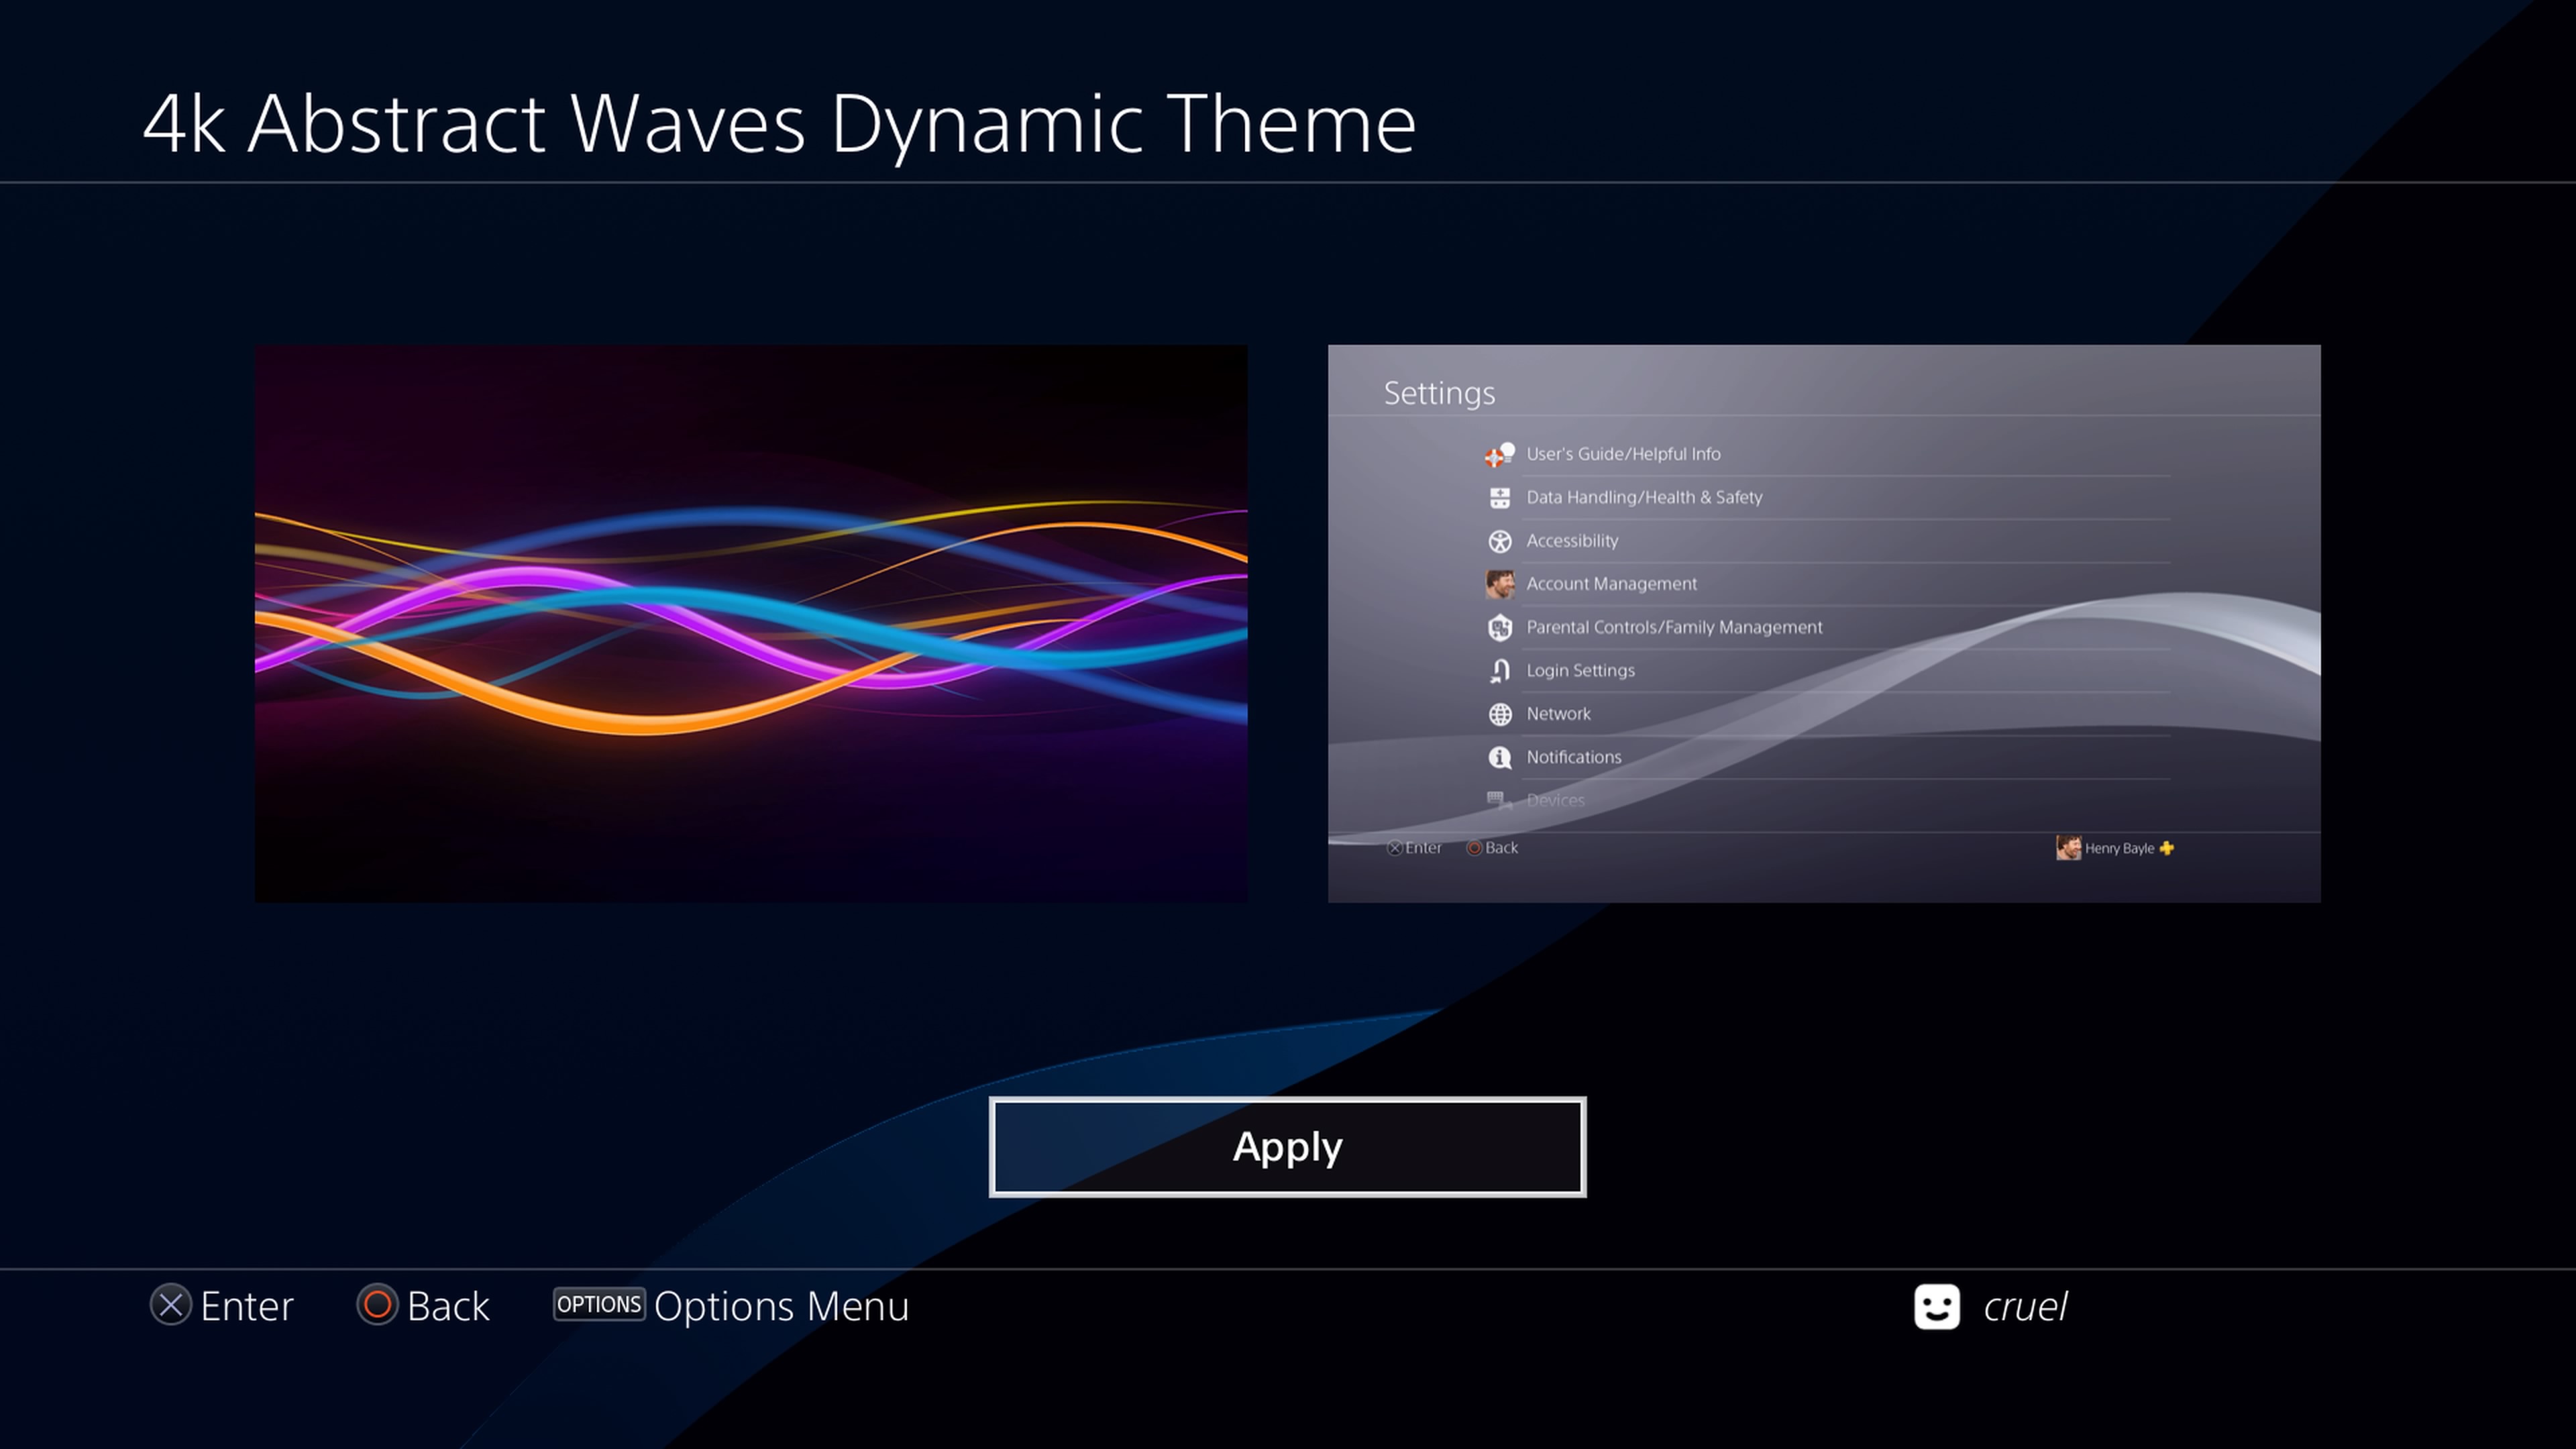 4k Abstract Waves Dynamic Theme
Settings
User's Guide/Helpful Info
Data Handling/Health & Safety
Accessibility
Account Management
Parental Controls/Family Management
Login Settings
Network
Notifications
Devices
Enter Back Henry Bayle
Apply
Enter Back OPTIONS Options Menu cruel